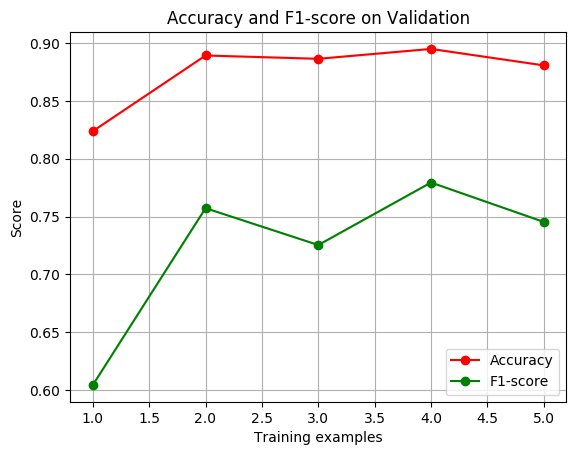 Accuracy and F1-score on Validation
0.90
0.85
0.80
0.75
0.70
0.65
0.60
Score
1.0 1.5 2.0 2.5 3.0 3.5 4.0 4.5 5.0
Training examples
Accuracy
F1-score